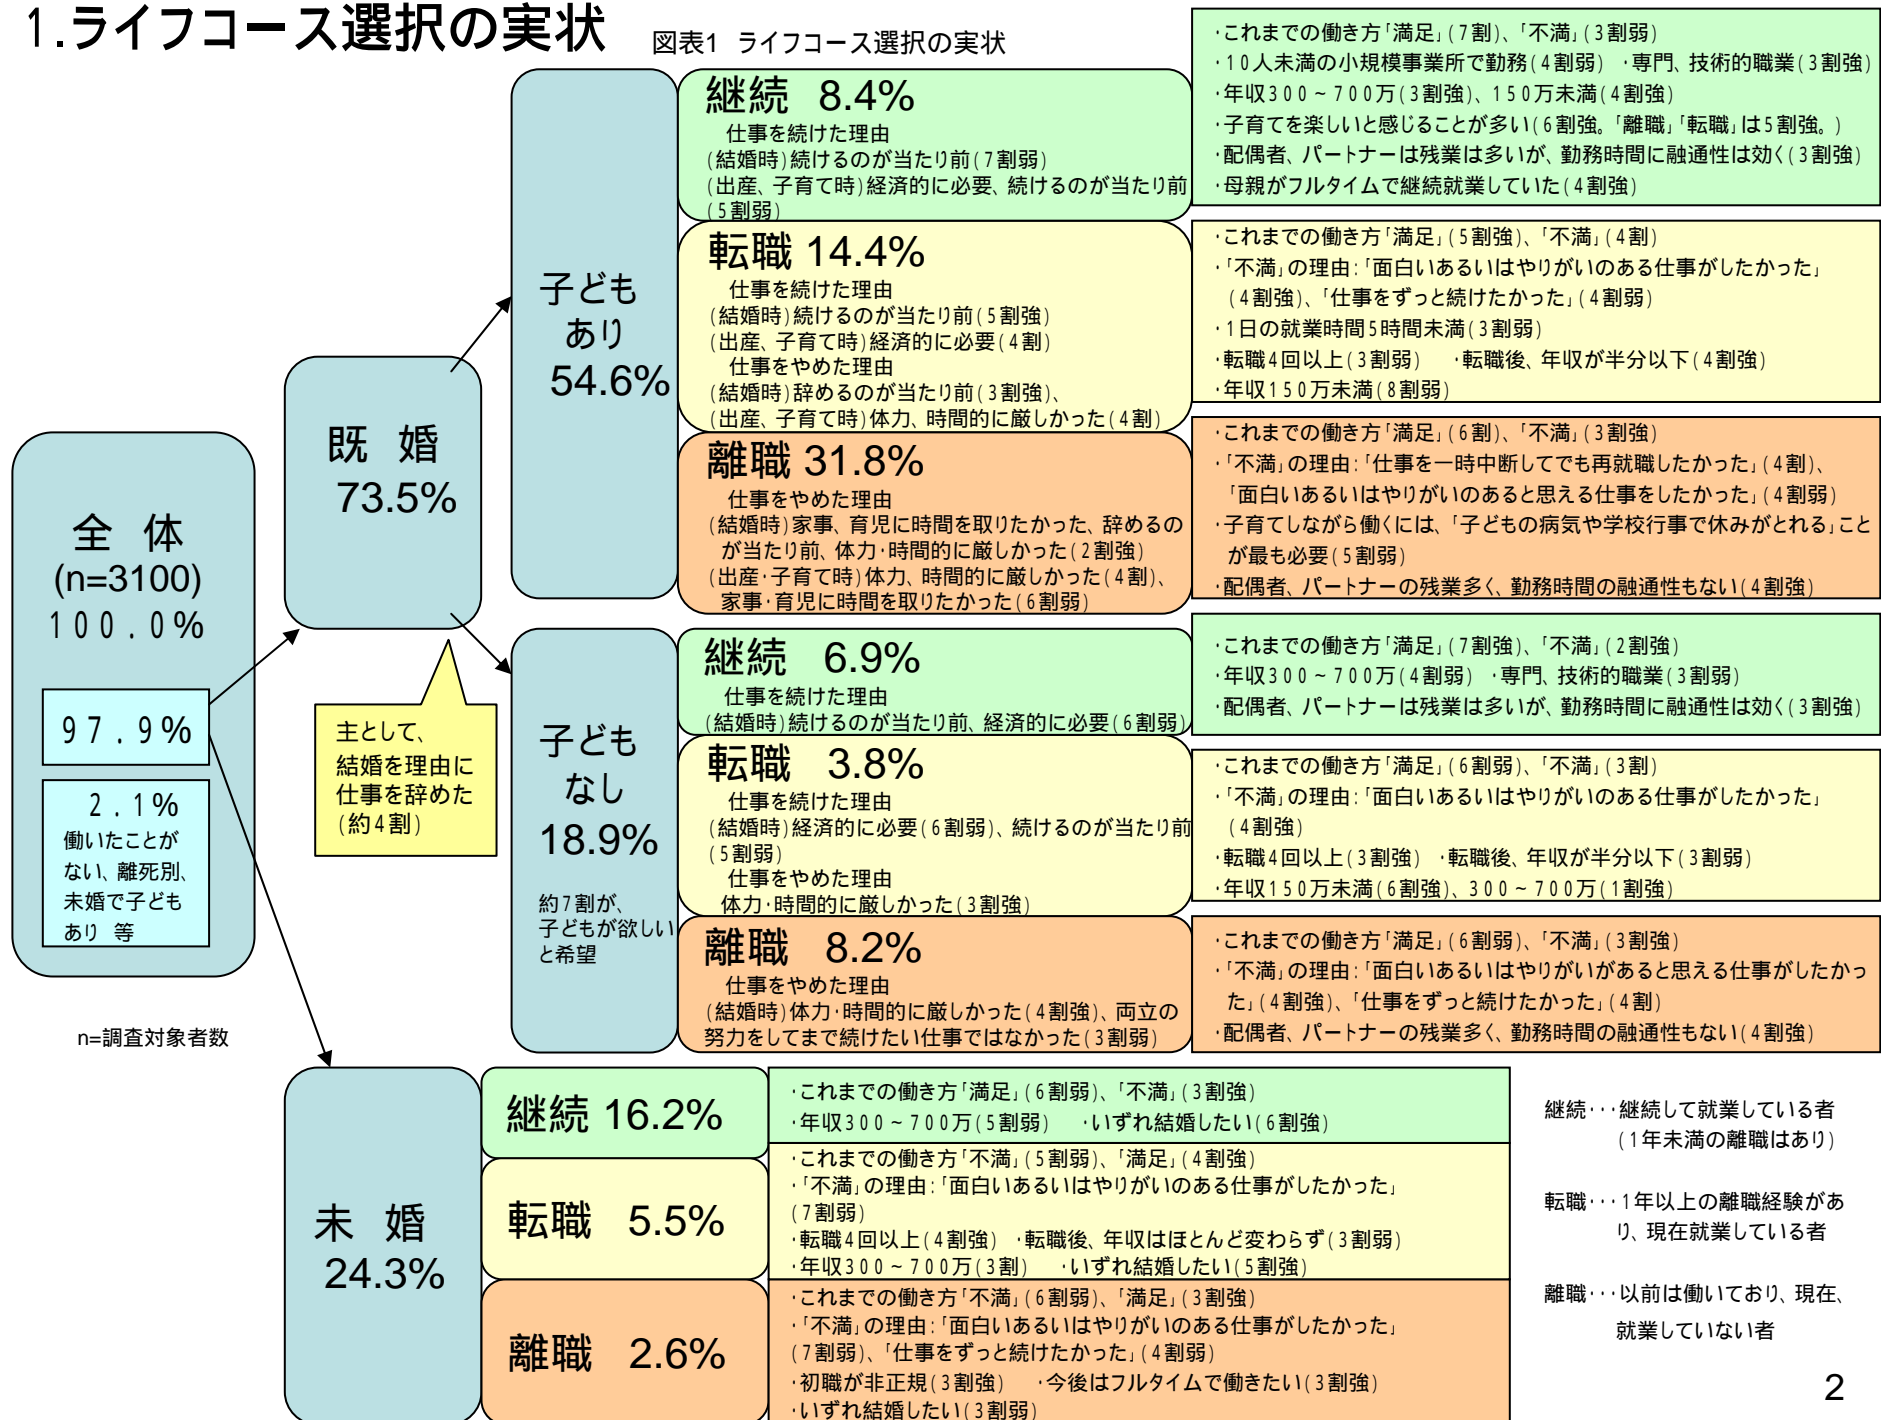 1.ライフコース選択の実状
図表1 ライフコース選択の実状
全 体
(n=3100)
100.0%
97.9%
2.1%
働いたことが
ない、離死別、
未婚で子ども
あり 等
n=調査対象者数
既 婚
73.5%
主として、
結婚を理由に
仕事を辞めた
(約4割)
子ども
あり
54.6%
継続 8.4%
仕事を続けた理由
(結婚時)続けるのが当たり前(7割弱)
(出産、子育て時)経済的に必要、続けるのが当たり前
(5割弱)
・これまでの働き方「満足」(7割)、「不満」(3割弱)
・10人未満の小規模事業所で勤務(4割弱) ・専門、技術的職業(3割強)
・年収300~700万(3割強)、150万未満(4割強)
・子育てを楽しいと感じることが多い(6割強。「離職」「転職」は5割強。)
・配偶者、パートナーは残業は多いが、勤務時間に融通性は効く(3割強)
・母親がフルタイムで継続就業していた(4割強)
転職 14.4%
仕事を続けた理由
(結婚時)続けるのが当たり前(5割強)
(出産、子育て時)経済的に必要(4割)
仕事をやめた理由
(結婚時)辞めるのが当たり前(3割強)、
(出産、子育て時)体力、時間的に厳しかった(4割)
・これまでの働き方「満足」(5割強)、「不満」(4割)
・「不満」の理由:「面白いあるいはやりがいのある仕事がしたかった」
(4割強)、「仕事をずっと続けたかった」(4割弱)
・1日の就業時間5時間未満(3割弱)
・転職4回以上(3割弱) ・転職後、年収が半分以下(4割強)
・年収150万未満(8割弱)
離職 31.8%
仕事をやめた理由
(結婚時)家事、育児に時間を取りたかった、辞めるの
が当たり前、体力・時間的に厳しかった(2割強)
(出産・子育て時)体力、時間的に厳しかった(4割)、
家事・育児に時間を取りたかった(6割弱)
・これまでの働き方「満足」(6割)、「不満」(3割強)
・「不満」の理由:「仕事を一時中断してでも再就職したかった」(4割)、
「面白いあるいはやりがいのあると思える仕事をしたかった」(4割弱)
・子育てしながら働くには、「子どもの病気や学校行事で休みがとれる」こと
が最も必要(5割弱)
・配偶者、パートナーの残業多く、勤務時間の融通性もない(4割強)
子ども
なし
18.9%
約7割が、
子どもが欲しい
と希望
継続 6.9%
仕事を続けた理由
(結婚時)続けるのが当たり前、経済的に必要(6割弱)
・これまでの働き方「満足」(7割強)、「不満」(2割強)
・年収300~700万(4割弱) ・専門、技術的職業(3割弱)
・配偶者、パートナーは残業は多いが、勤務時間に融通性は効く(3割強)
転職 3.8%
仕事を続けた理由
(結婚時)経済的に必要(6割弱)、続けるのが当たり前
(5割弱)
仕事をやめた理由
体力・時間的に厳しかった(3割強)
・これまでの働き方「満足」(6割弱)、「不満」(3割)
・「不満」の理由:「面白いあるいはやりがいのある仕事がしたかった」
(4割強)
・転職4回以上(3割強) ・転職後、年収が半分以下(3割弱)
・年収150万未満(6割強)、300~700万(1割強)
離職 8.2%
仕事をやめた理由
(結婚時)体力・時間的に厳しかった(4割強)、両立の
努力をしてまで続けたい仕事ではなかった(3割弱)
・これまでの働き方「満足」(6割弱)、「不満」(3割強)
・「不満」の理由:「面白いあるいはやりがいがあると思える仕事がしたかっ
た」(4割強)、「仕事をずっと続けたかった」(4割)
・配偶者、パートナーの残業多く、勤務時間の融通性もない(4割強)
未 婚
24.3%
継続 16.2%
・これまでの働き方「満足」(6割弱)、「不満」(3割強)
・年収300~700万(5割弱) ・いずれ結婚したい(6割強)
転職 5.5%
・これまでの働き方「不満」(5割弱)、「満足」(4割強)
・「不満」の理由:「面白いあるいはやりがいのある仕事がしたかった」
(7割弱)
・転職4回以上(4割強) ・転職後、年収はほとんど変わらず(3割弱)
・年収300~700万(3割) ・いずれ結婚したい(5割強)
離職 2.6%
・これまでの働き方「不満」(6割弱)、「満足」(3割強)
・「不満」の理由:「面白いあるいはやりがいのある仕事がしたかった」
(7割弱)、「仕事をずっと続けたかった」(4割弱)
・初職が非正規(3割強) ・今後はフルタイムで働きたい(3割強)
・いずれ結婚したい(3割弱)
継続・・・継続して就業している者
(1年未満の離職はあり)
転職・・・1年以上の離職経験があ
り、現在就業している者
離職・・・以前は働いており、現在、
就業していない者
2